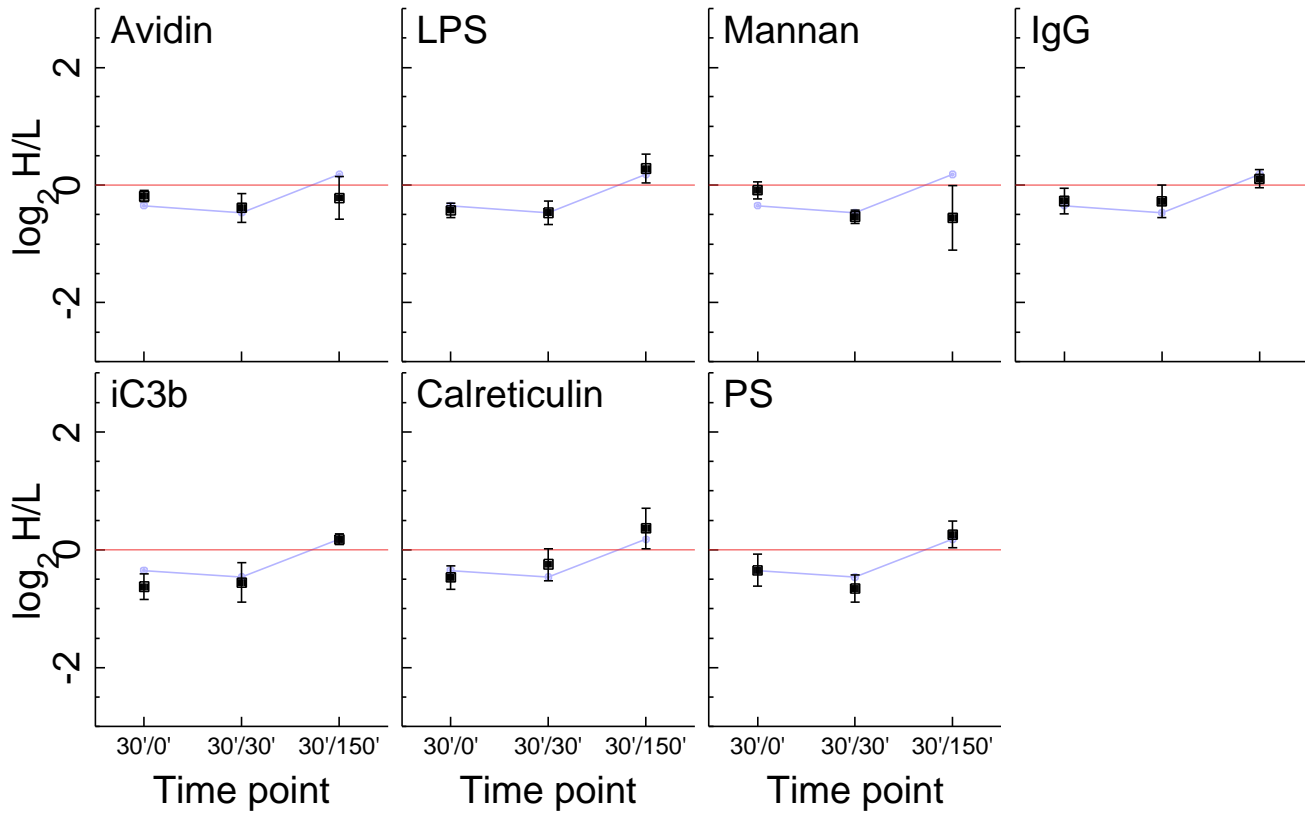 Avidin
LPS
Mannan
IgG
2
0
-2
log2 H/L
iC3b
Calreticulin
PS
2
0
-2
log2 H/L
30'/0' 30'/30' 30'/150'
30'/0' 30'/30' 30'/150'
30'/0' 30'/30' 30'/150'
Time point
Time point
Time point